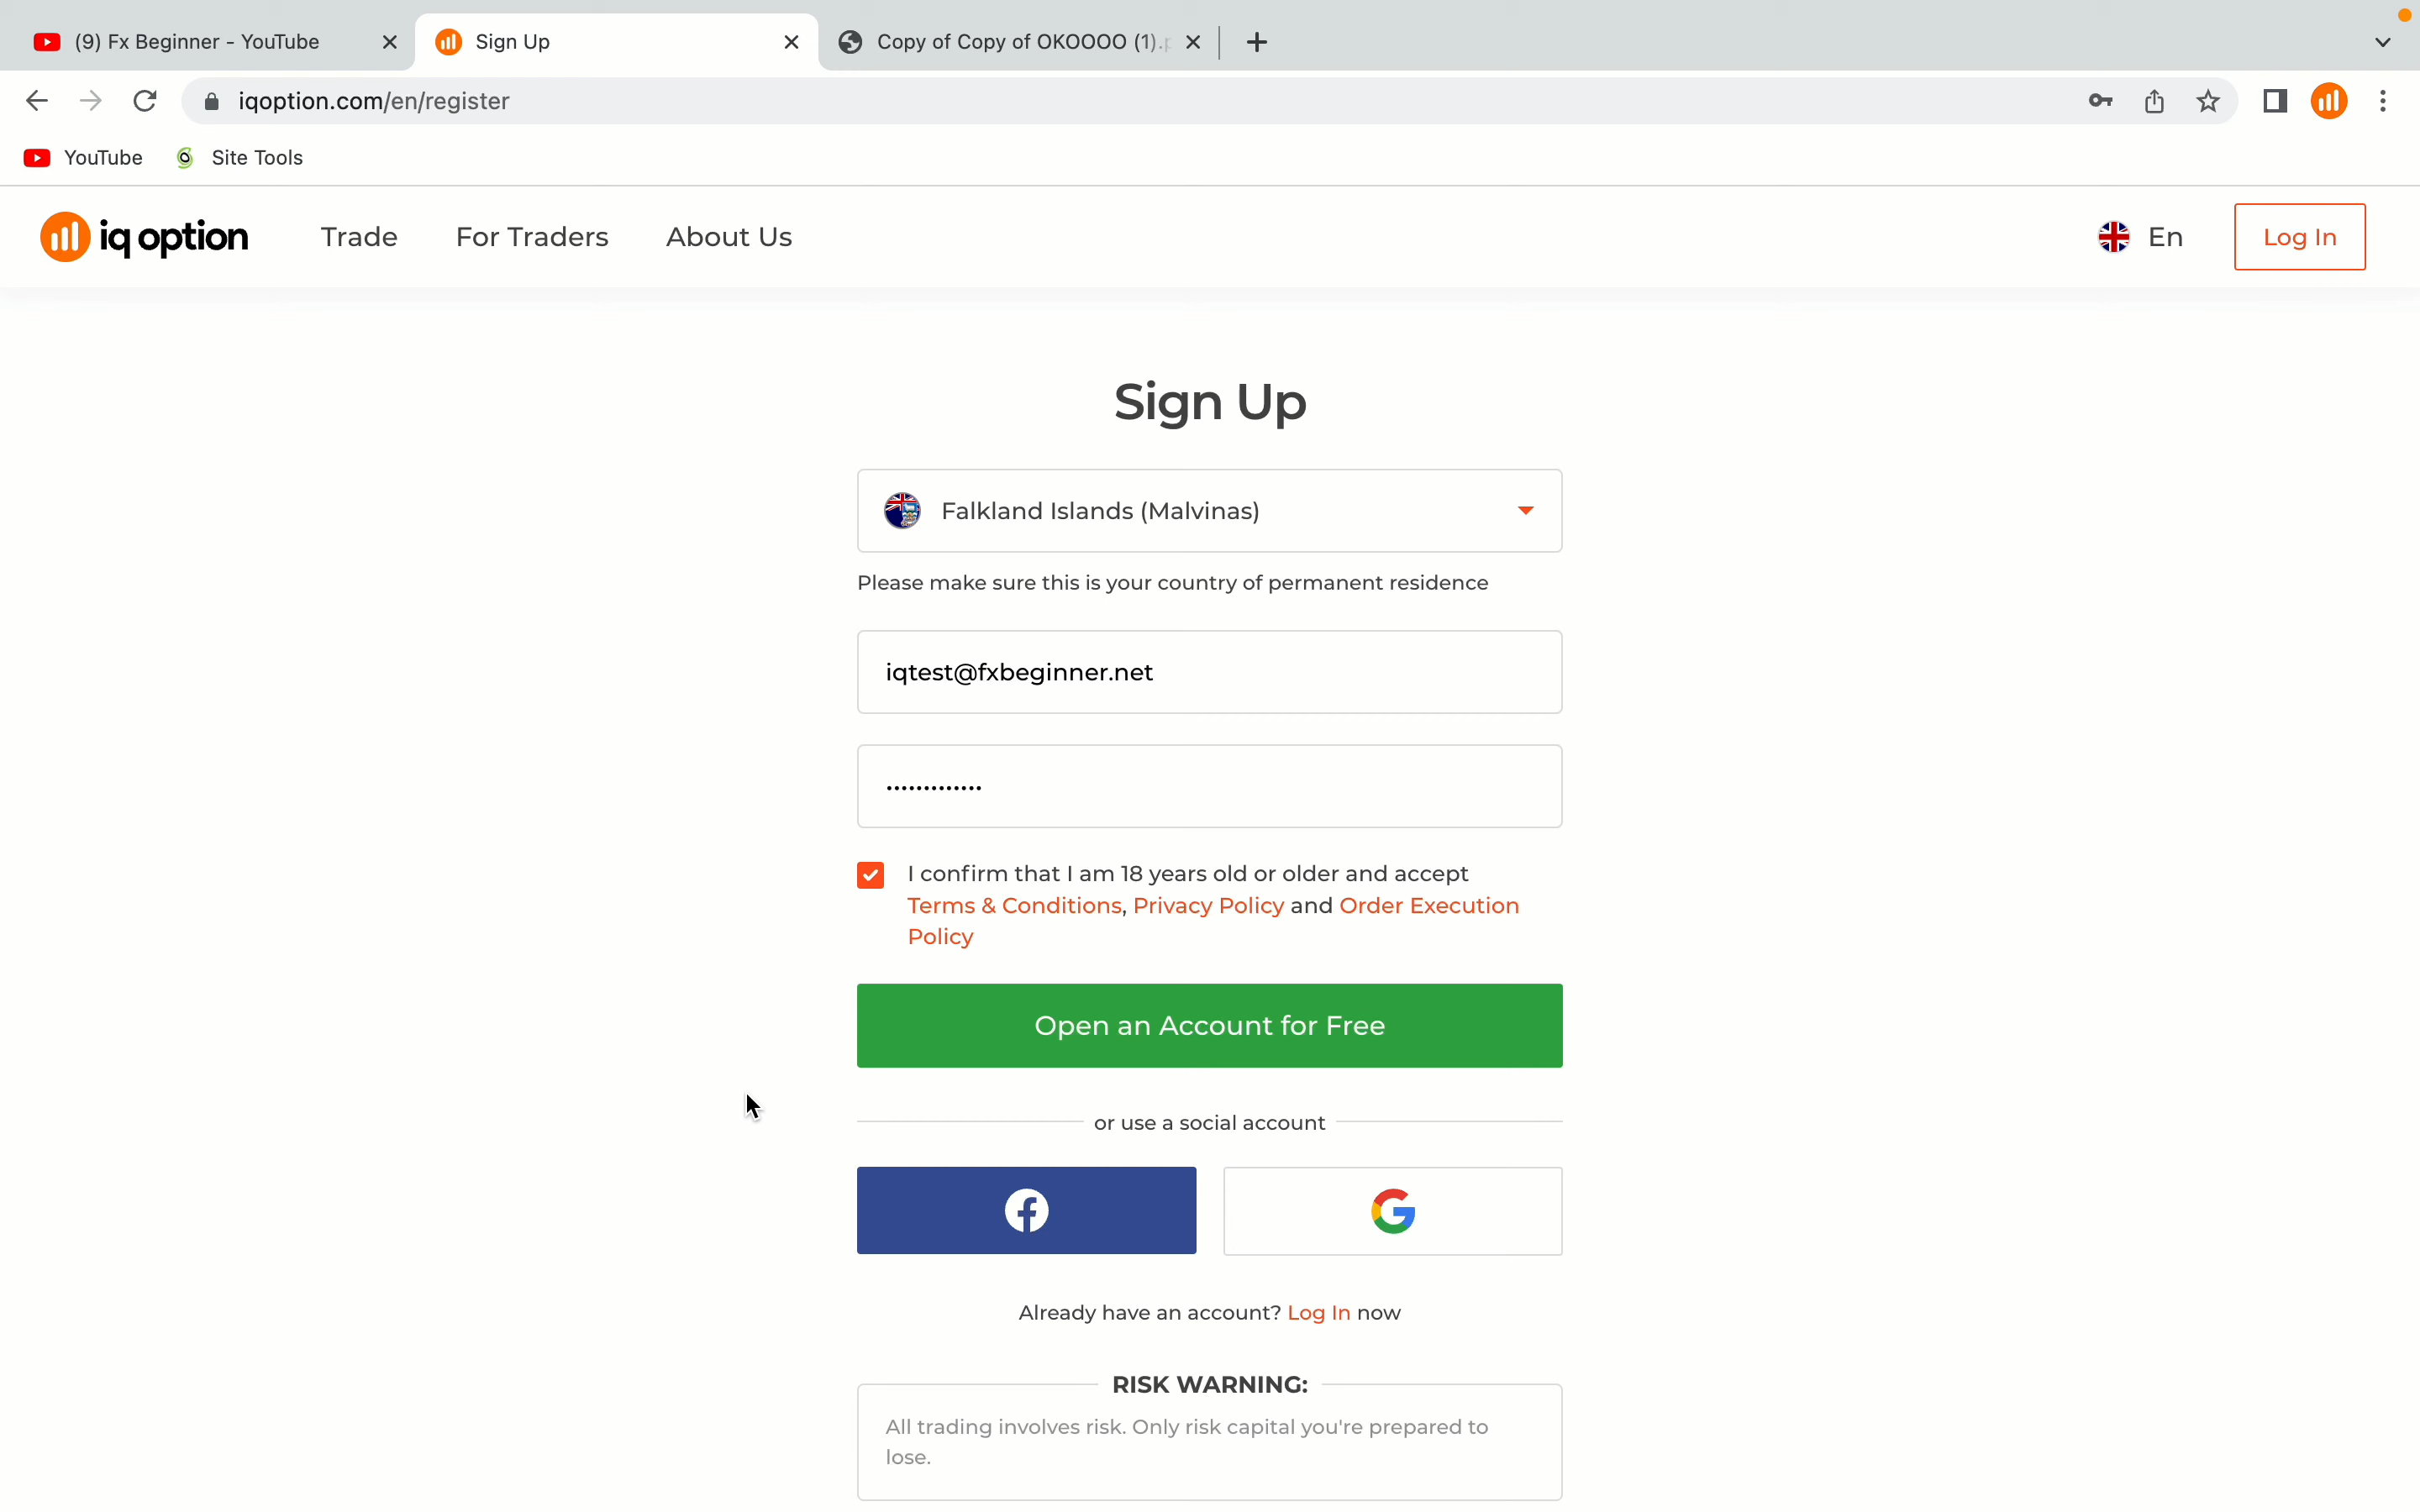 (9) Fx Beginner - YouTube
Sign Up
Copy of Copy of OKOOOO (1).p
iqoption.com/en/register
YouTube
Site Tools
iq option
Trade
For Traders
About Us
En
Log In
Sign Up
Falkland Islands (Malvinas)
Please make sure this is your country of permanent residence
iqtest@fxbeginner.net
•••••••••••••
I confirm that I am 18 years old or older and accept
Terms & Conditions, Privacy Policy and Order Execution
Policy
Open an Account for Free
or use a social account
Already have an account? Log In now
RISK WARNING:
All trading involves risk. Only risk capital you're prepared to
lose.